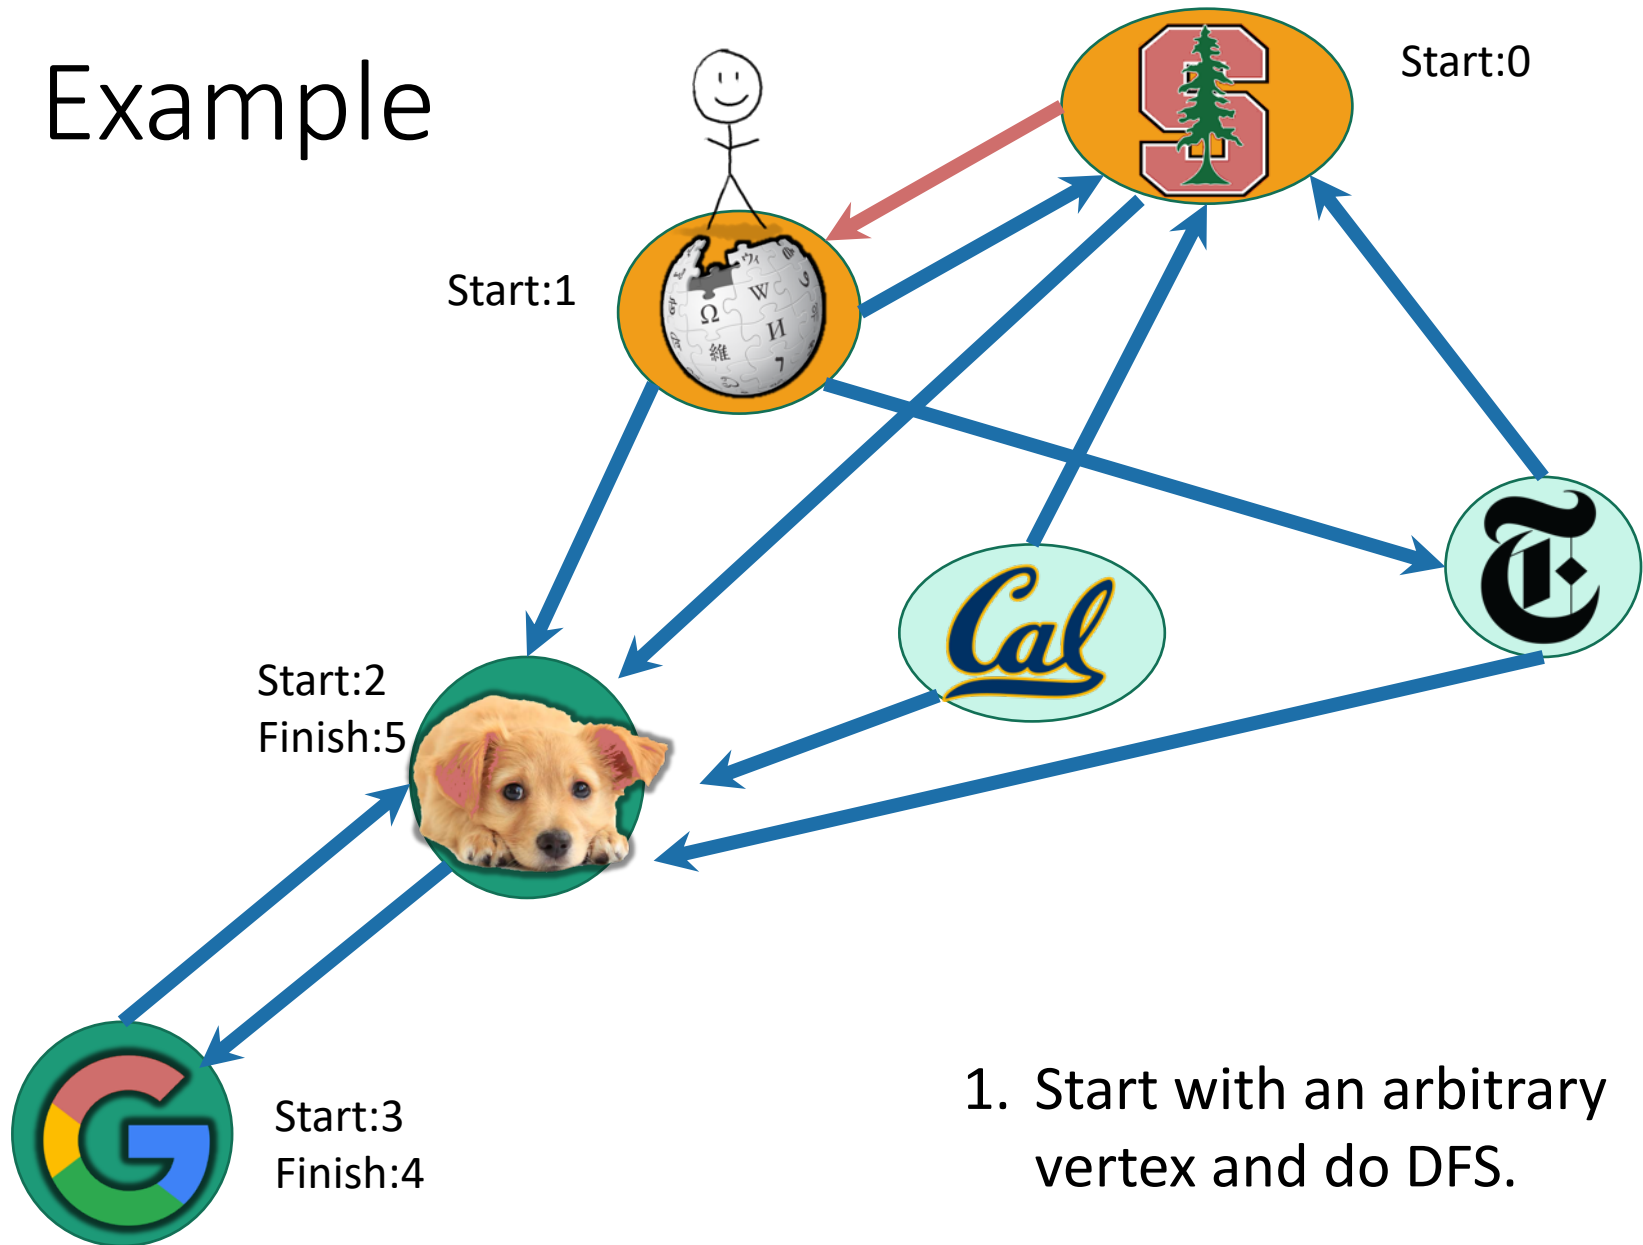 Example
Start:0
Start:1
Ω W И
維
Cal
Start:2
Finish:5
Start:3
Finish:4
1. Start with an arbitrary
vertex and do DFS.